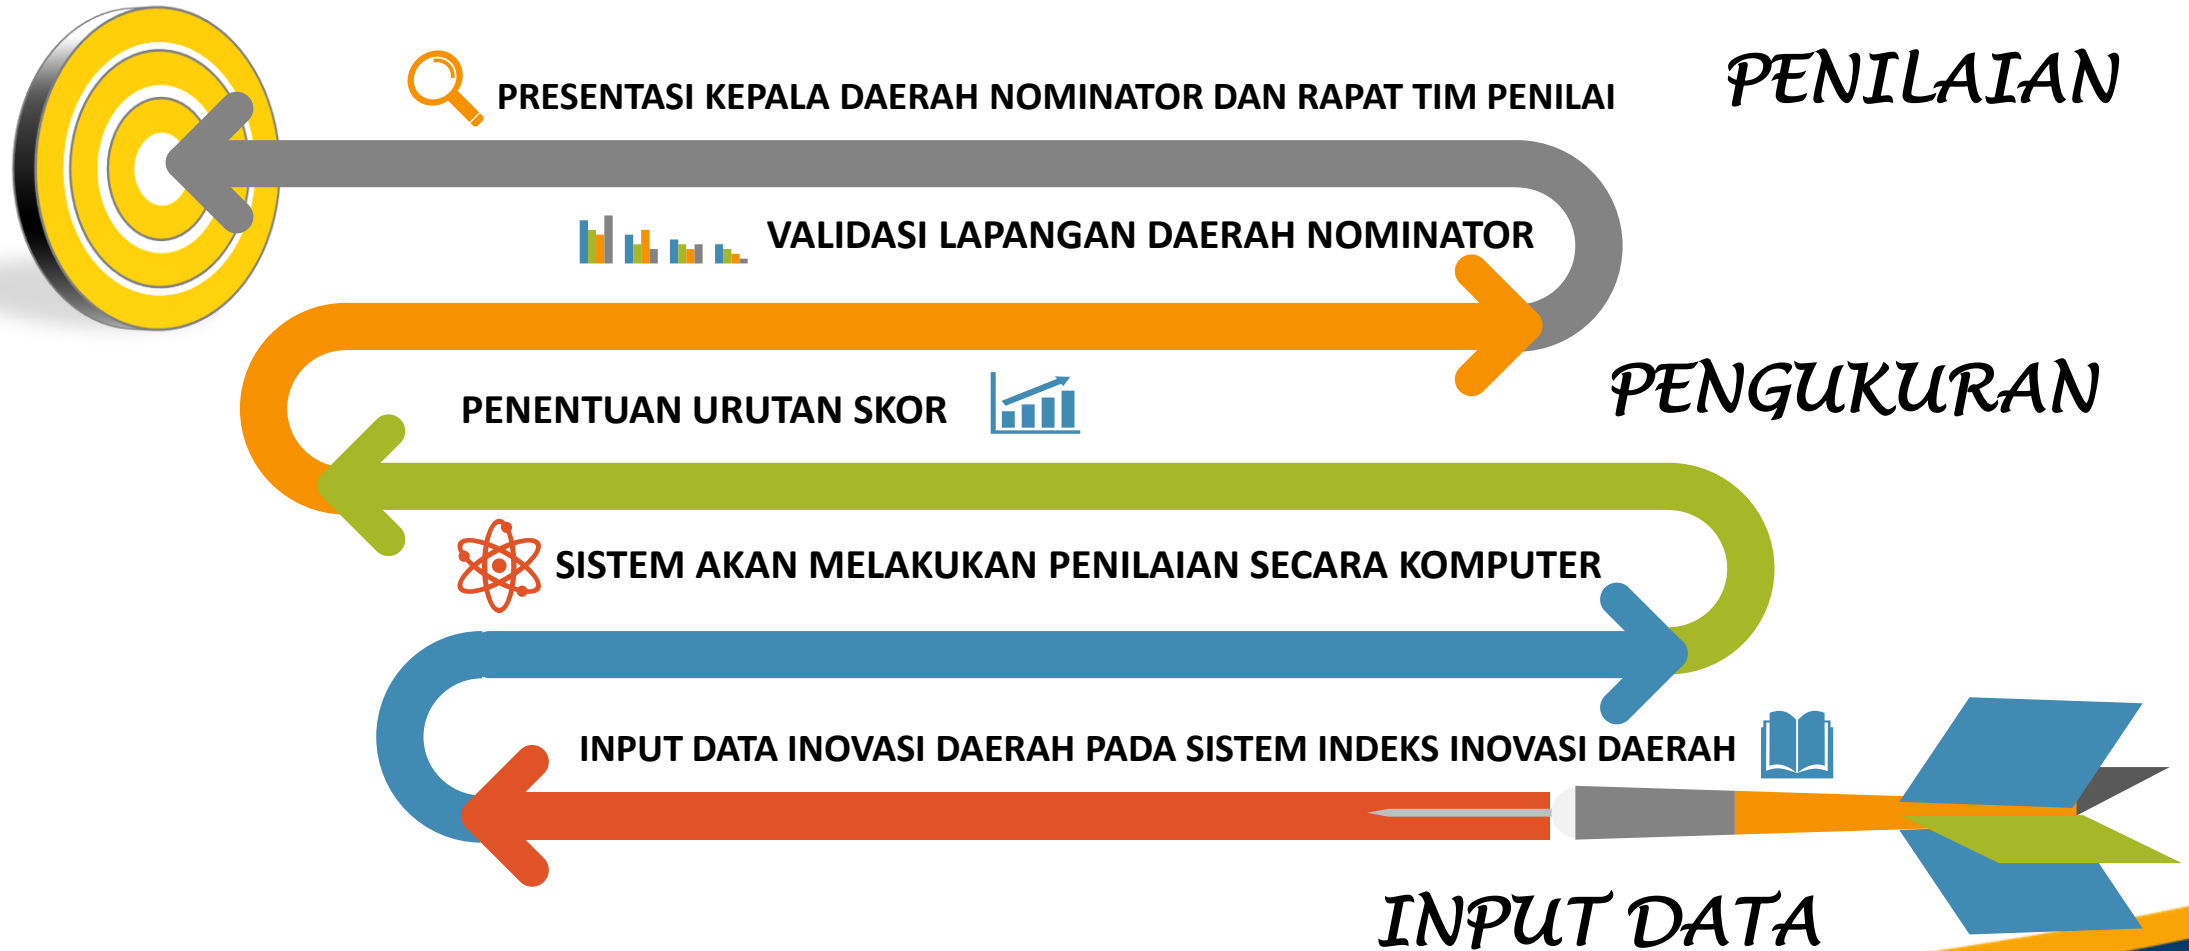 PENILAIAN
PRESENTASI KEPALA DAERAH NOMINATOR DAN RAPAT TIM PENILAI
VALIDASI LAPANGAN DAERAH NOMINATOR
PENGUKURAN
PENENTUAN URUTAN SKOR
SISTEM AKAN MELAKUKAN PENILAIAN SECARA KOMPUTER
INPUT DATA INOVASI DAERAH PADA SISTEM INDEKS INOVASI DAERAH
INPUT DATA